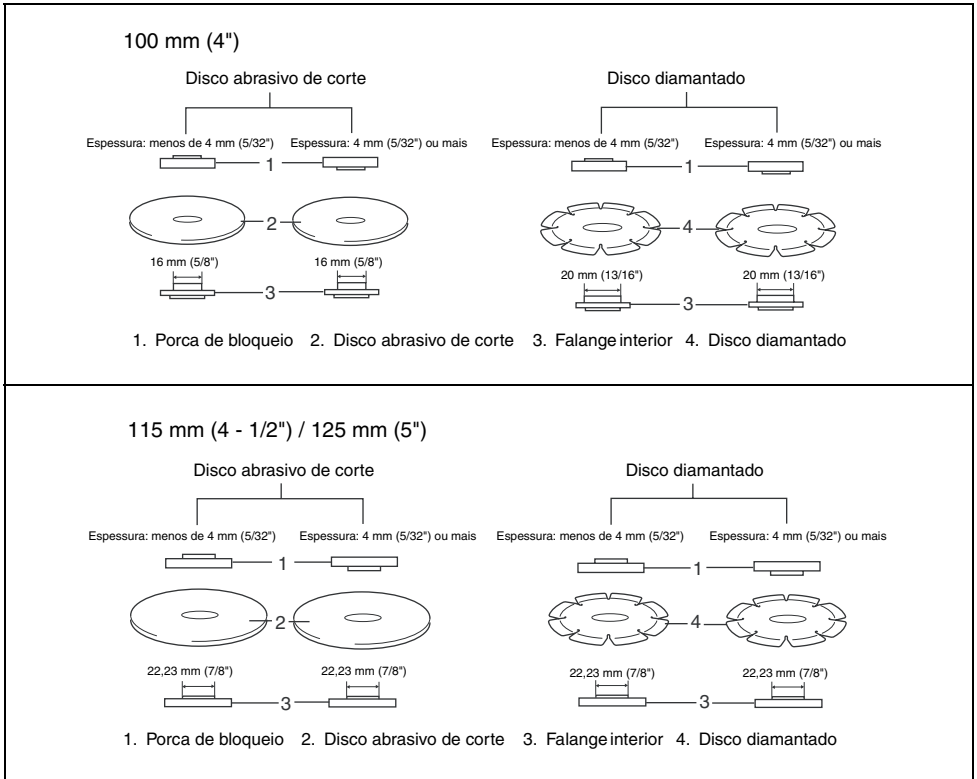 100 mm (4")
Disco abrasivo de corte Disco diamantado
Espessura: menos de 4 mm (5/32") Espessura: 4 mm (5/32") ou mais Espessura: menos de 4 mm (5/32") Espessura: 4 mm (5/32") ou mais
1 1
2 4
16 mm (5/8") 16 mm (5/8") 20 mm (13/16") 20 mm (13/16")
3 3
1. Porca de bloqueio 2. Disco abrasivo de corte 3. Falange interior 4. Disco diamantado
115 mm (4 - 1/2") / 125 mm (5")
Disco abrasivo de corte Disco diamantado
Espessura: menos de 4 mm (5/32") Espessura: 4 mm (5/32") ou mais Espessura: menos de 4 mm (5/32") Espessura: 4 mm (5/32") ou mais
1 1
2 4
22,23 mm (7/8") 22,23 mm (7/8") 22,23 mm (7/8") 22,23 mm (7/8")
3 3
1. Porca de bloqueio 2. Disco abrasivo de corte 3. Falange interior 4. Disco diamantado